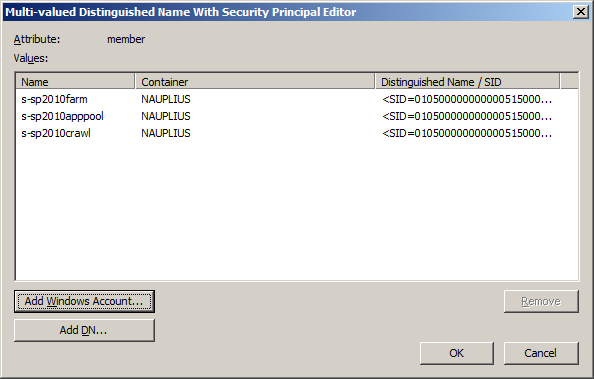 Multi-valued Distinguished Name With Security Principal Editor
Attribute: member
Values:
Name Container Distinguished Name / SID
s-sp2010farm NAUPLIUS <SID=010500000000000515000...
s-sp2010apppool NAUPLIUS <SID=010500000000000515000...
s-sp2010crawl NAUPLIUS <SID=010500000000000515000...
Add Windows Account... Remove
Add DN...
OK Cancel